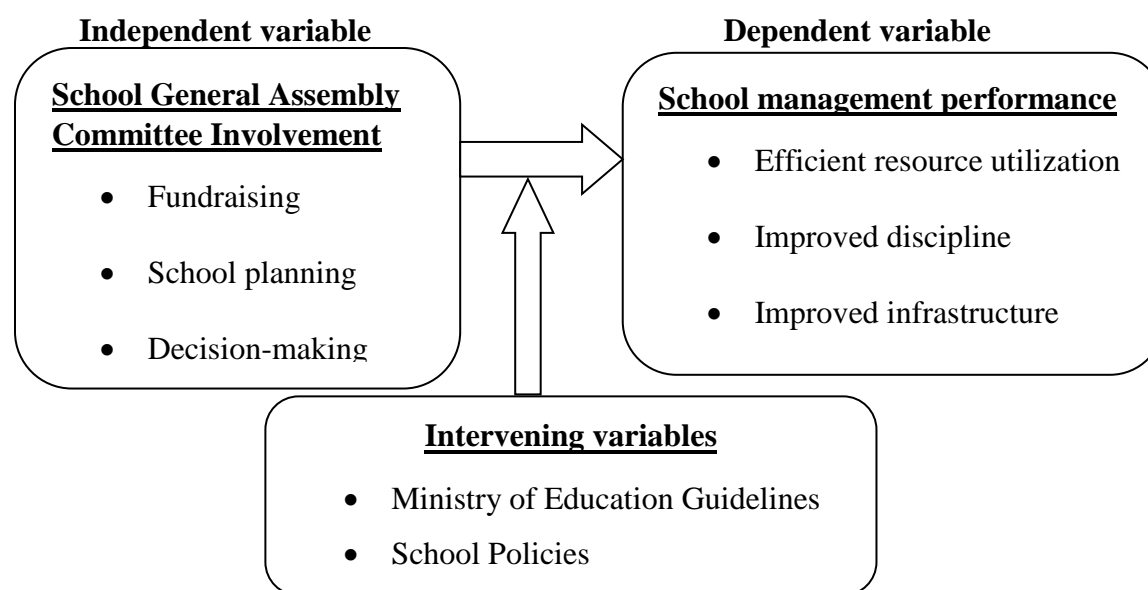 Independent variable
School General Assembly
Committee Involvement
• Fundraising
• School planning
• Decision-making
Dependent variable
School management performance
• Efficient resource utilization
• Improved discipline
• Improved infrastructure
Intervening variables
• Ministry of Education Guidelines
• School Policies